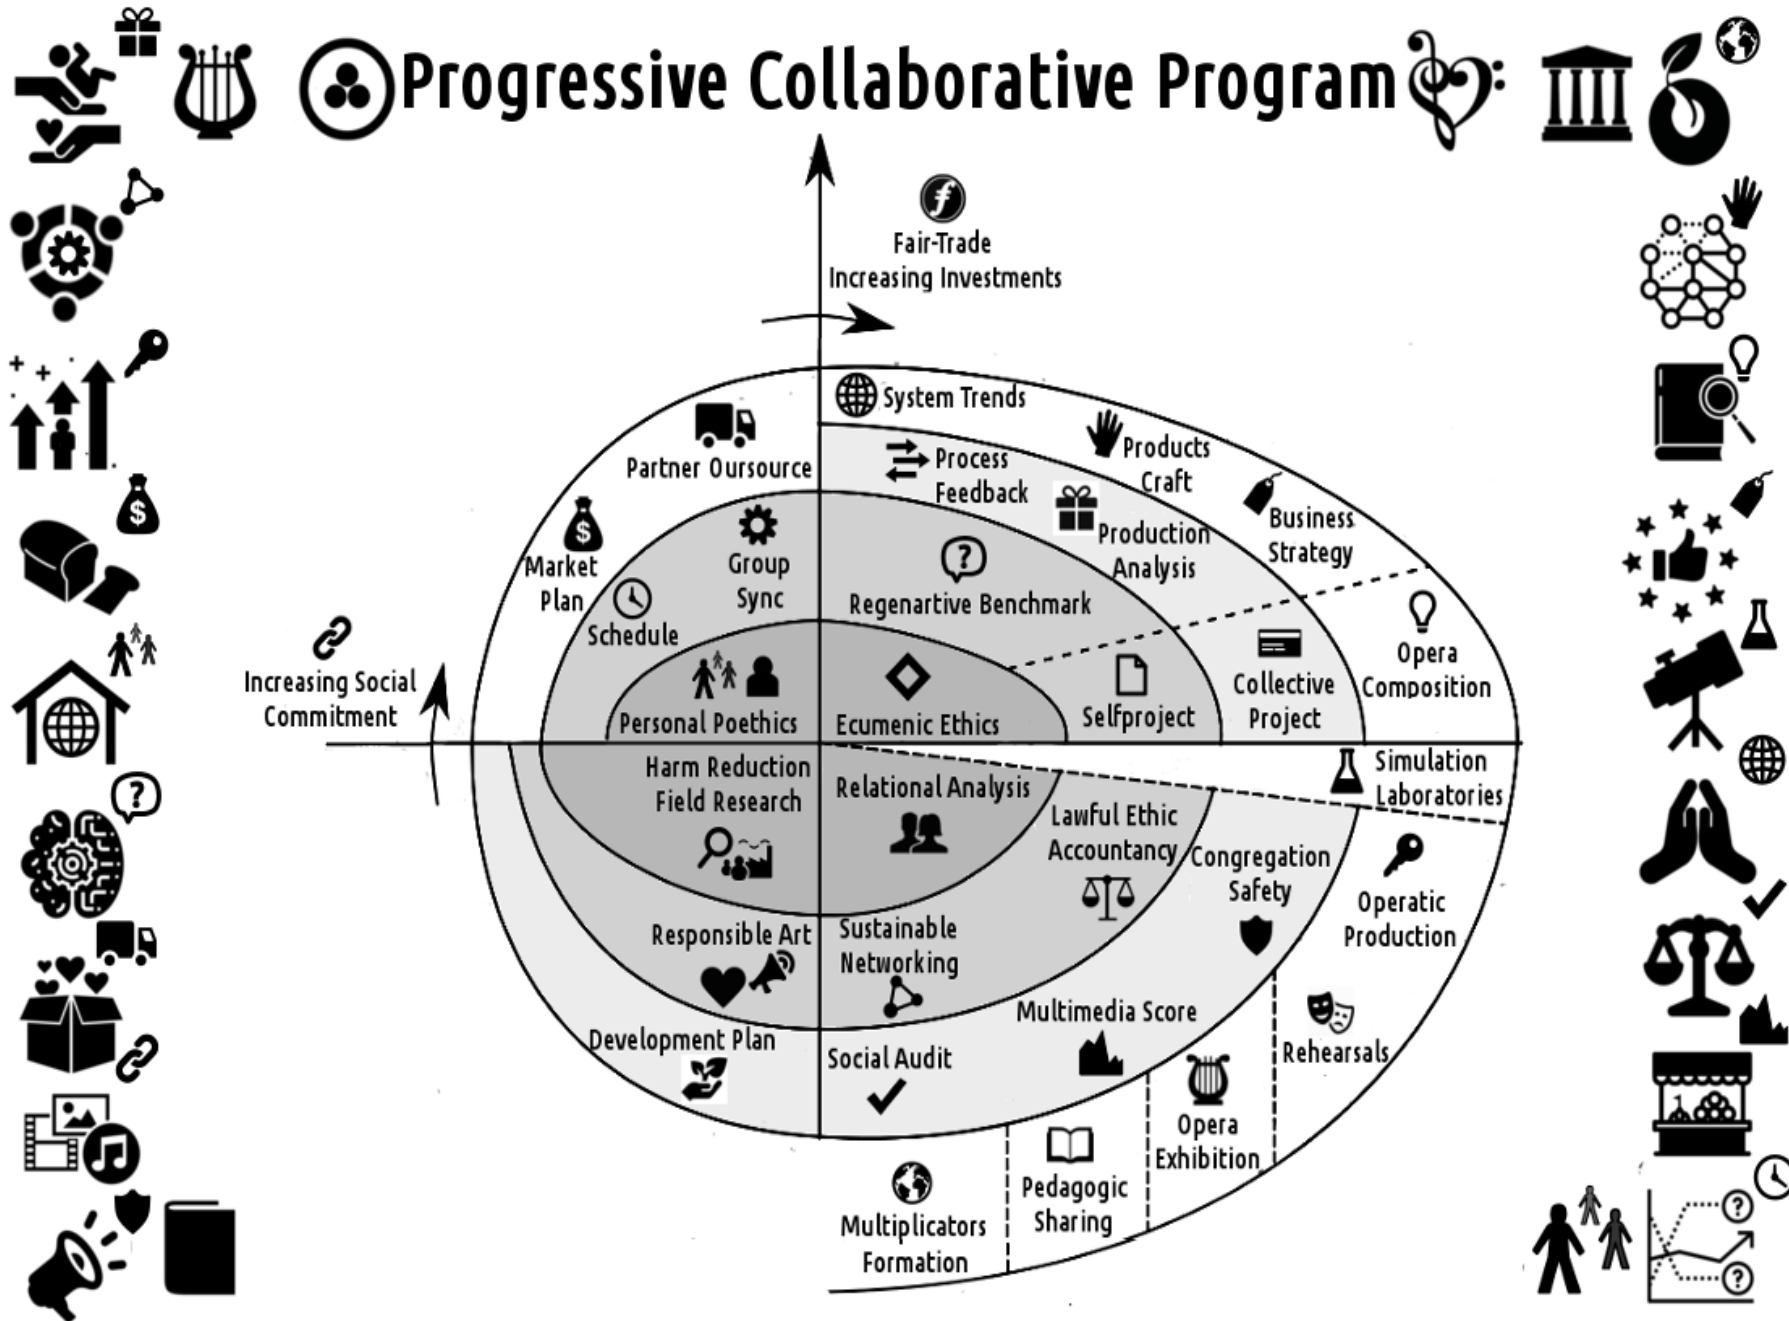 Progressive Collaborative Program
Fair-Trade
Increasing Investments
System Trends
Products
Craft
Partner Oursource
Process
Feedback
Business
Strategy
Production
Analysis
Market
Plan
Group
Sync
Schedule
Regenartive Benchmark
Opera
Composition
Collective
Project
Selfproject
Increasing Social
Commitment
Personal Poethics
Ecumenic Ethics
Harm Reduction
Field Research
Relational Analysis
Simulation
Laboratories
Lawful Ethic
Accountancy
Congregation
Safety
Operatic
Production
Responsible Art
Sustainable
Networking
Multimedia Score
Rehearsals
Development Plan
Social Audit
Opera
Exhibition
Pedagogic
Sharing
Multiplicators
Formation